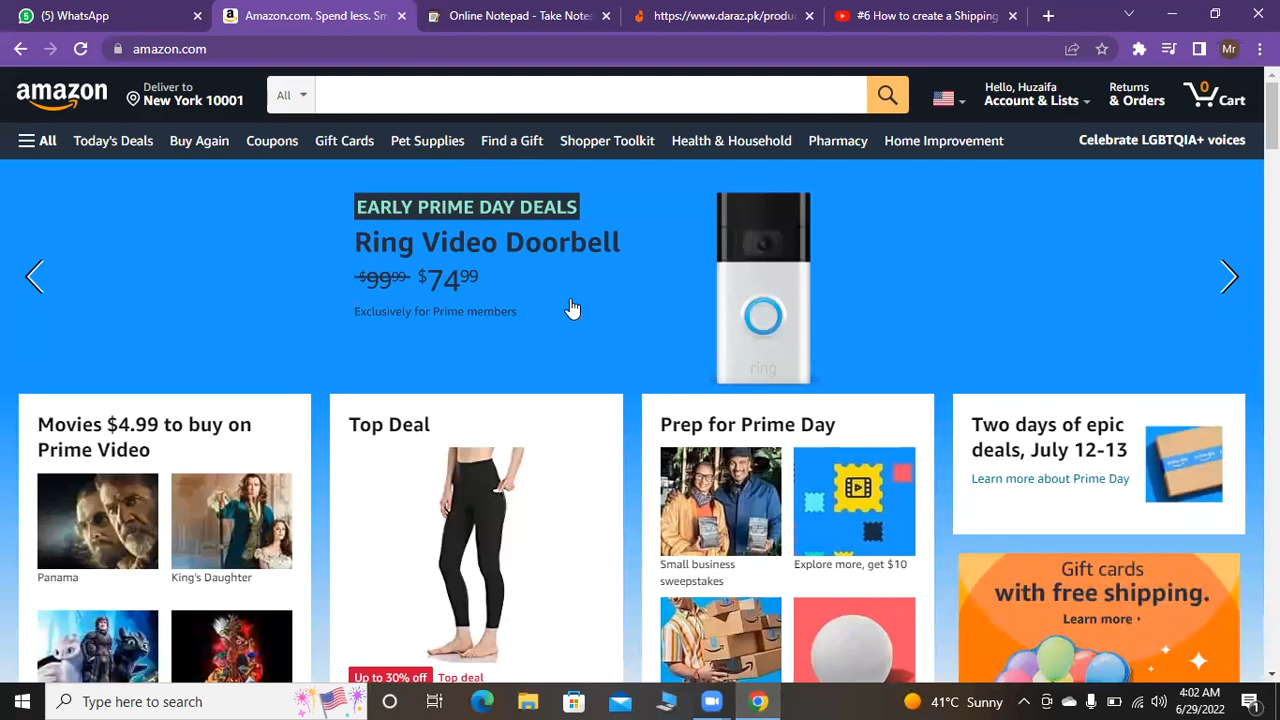 (5) WhatsApp
Amazon.com. Spend less. Sm
Online Notepad - Take Notes
https://www.daraz.pk/produ
#6 How to create a Shipping
amazon.com
Mr
amazon
Deliver to
New York 10001
All
Hello, Huzaifa
Account & Lists
Returns
& Orders
0
Cart
All
Today's Deals
Buy Again
Coupons
Gift Cards
Pet Supplies
Find a Gift
Shopper Toolkit
Health & Household
Pharmacy
Home Improvement
Celebrate LGBTQIA+ voices
EARLY PRIME DAY DEALS
Ring Video Doorbell
$99.99 $74.99
Exclusively for Prime members
ring
Movies $4.99 to buy on
Prime Video
Panama
King's Daughter
Top Deal
Up to 30% off Top deal
Prep for Prime Day
Small business
sweepstakes
Explore more, get $10
Two days of epic
deals, July 12-13
Learn more about Prime Day
Gift cards
with free shipping.
Learn more
Type here to search
41°C Sunny
4:02 AM
6/29/2022
1